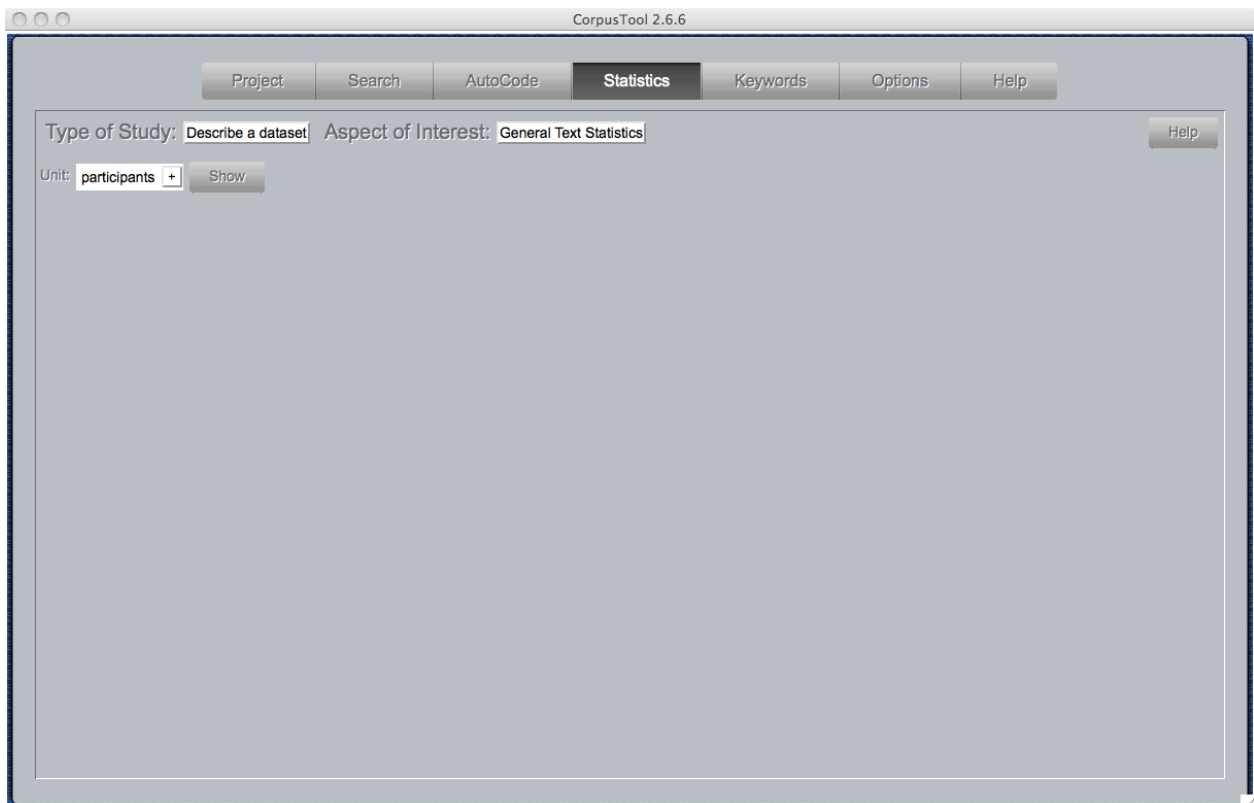 CorpusTool 2.6.6
Project Search AutoCode Statistics Keywords Options Help
Type of Study: Describe a dataset Aspect of Interest: General Text Statistics Help
Unit: participants + Show